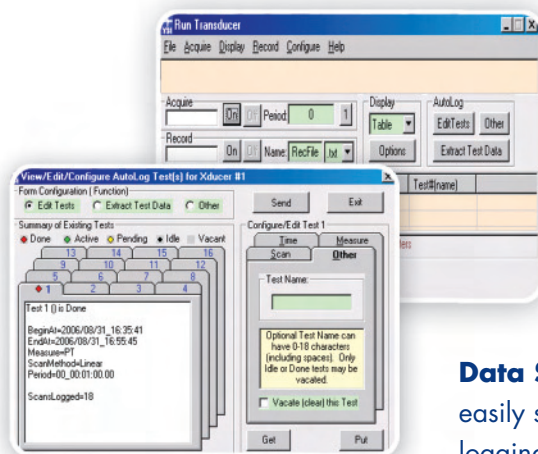 Run Transducer
File Acquire Display Record Configure Help
Acquire
On Off Period: 0 1
Display
Table
AutoLog
EditTests Other
Record
On Off Name: RecFile .txt
Options
Extract Test Data
Test#(name)
View/Edit/Configure AutoLog Test(s) for Xducer #1
Form Configuration (Function)
Edit Tests Extract Test Data Other
Send Exit
Summary of Existing Tests
Done Active Pending Idle Vacant
13 14 15 16
9 10 11 12
5 6 7 8
1 2 3 4
Test 1 () is Done
BeginAt=2006/08/31_16:35:41
EndAt=2006/08/31_16:55:45
Measure=PT
ScanMethod=Linear
Period=00_00:01:00.00
ScansLogged=18
Configure/Edit Test 1
Time Measure
Scan Other
Test Name:
Optional Test Name can
have 0-18 characters
(including spaces). Only
Idle or Done tests may be
vacated.
Vacate (clear) this Test
Get Put
Data
easily
logging